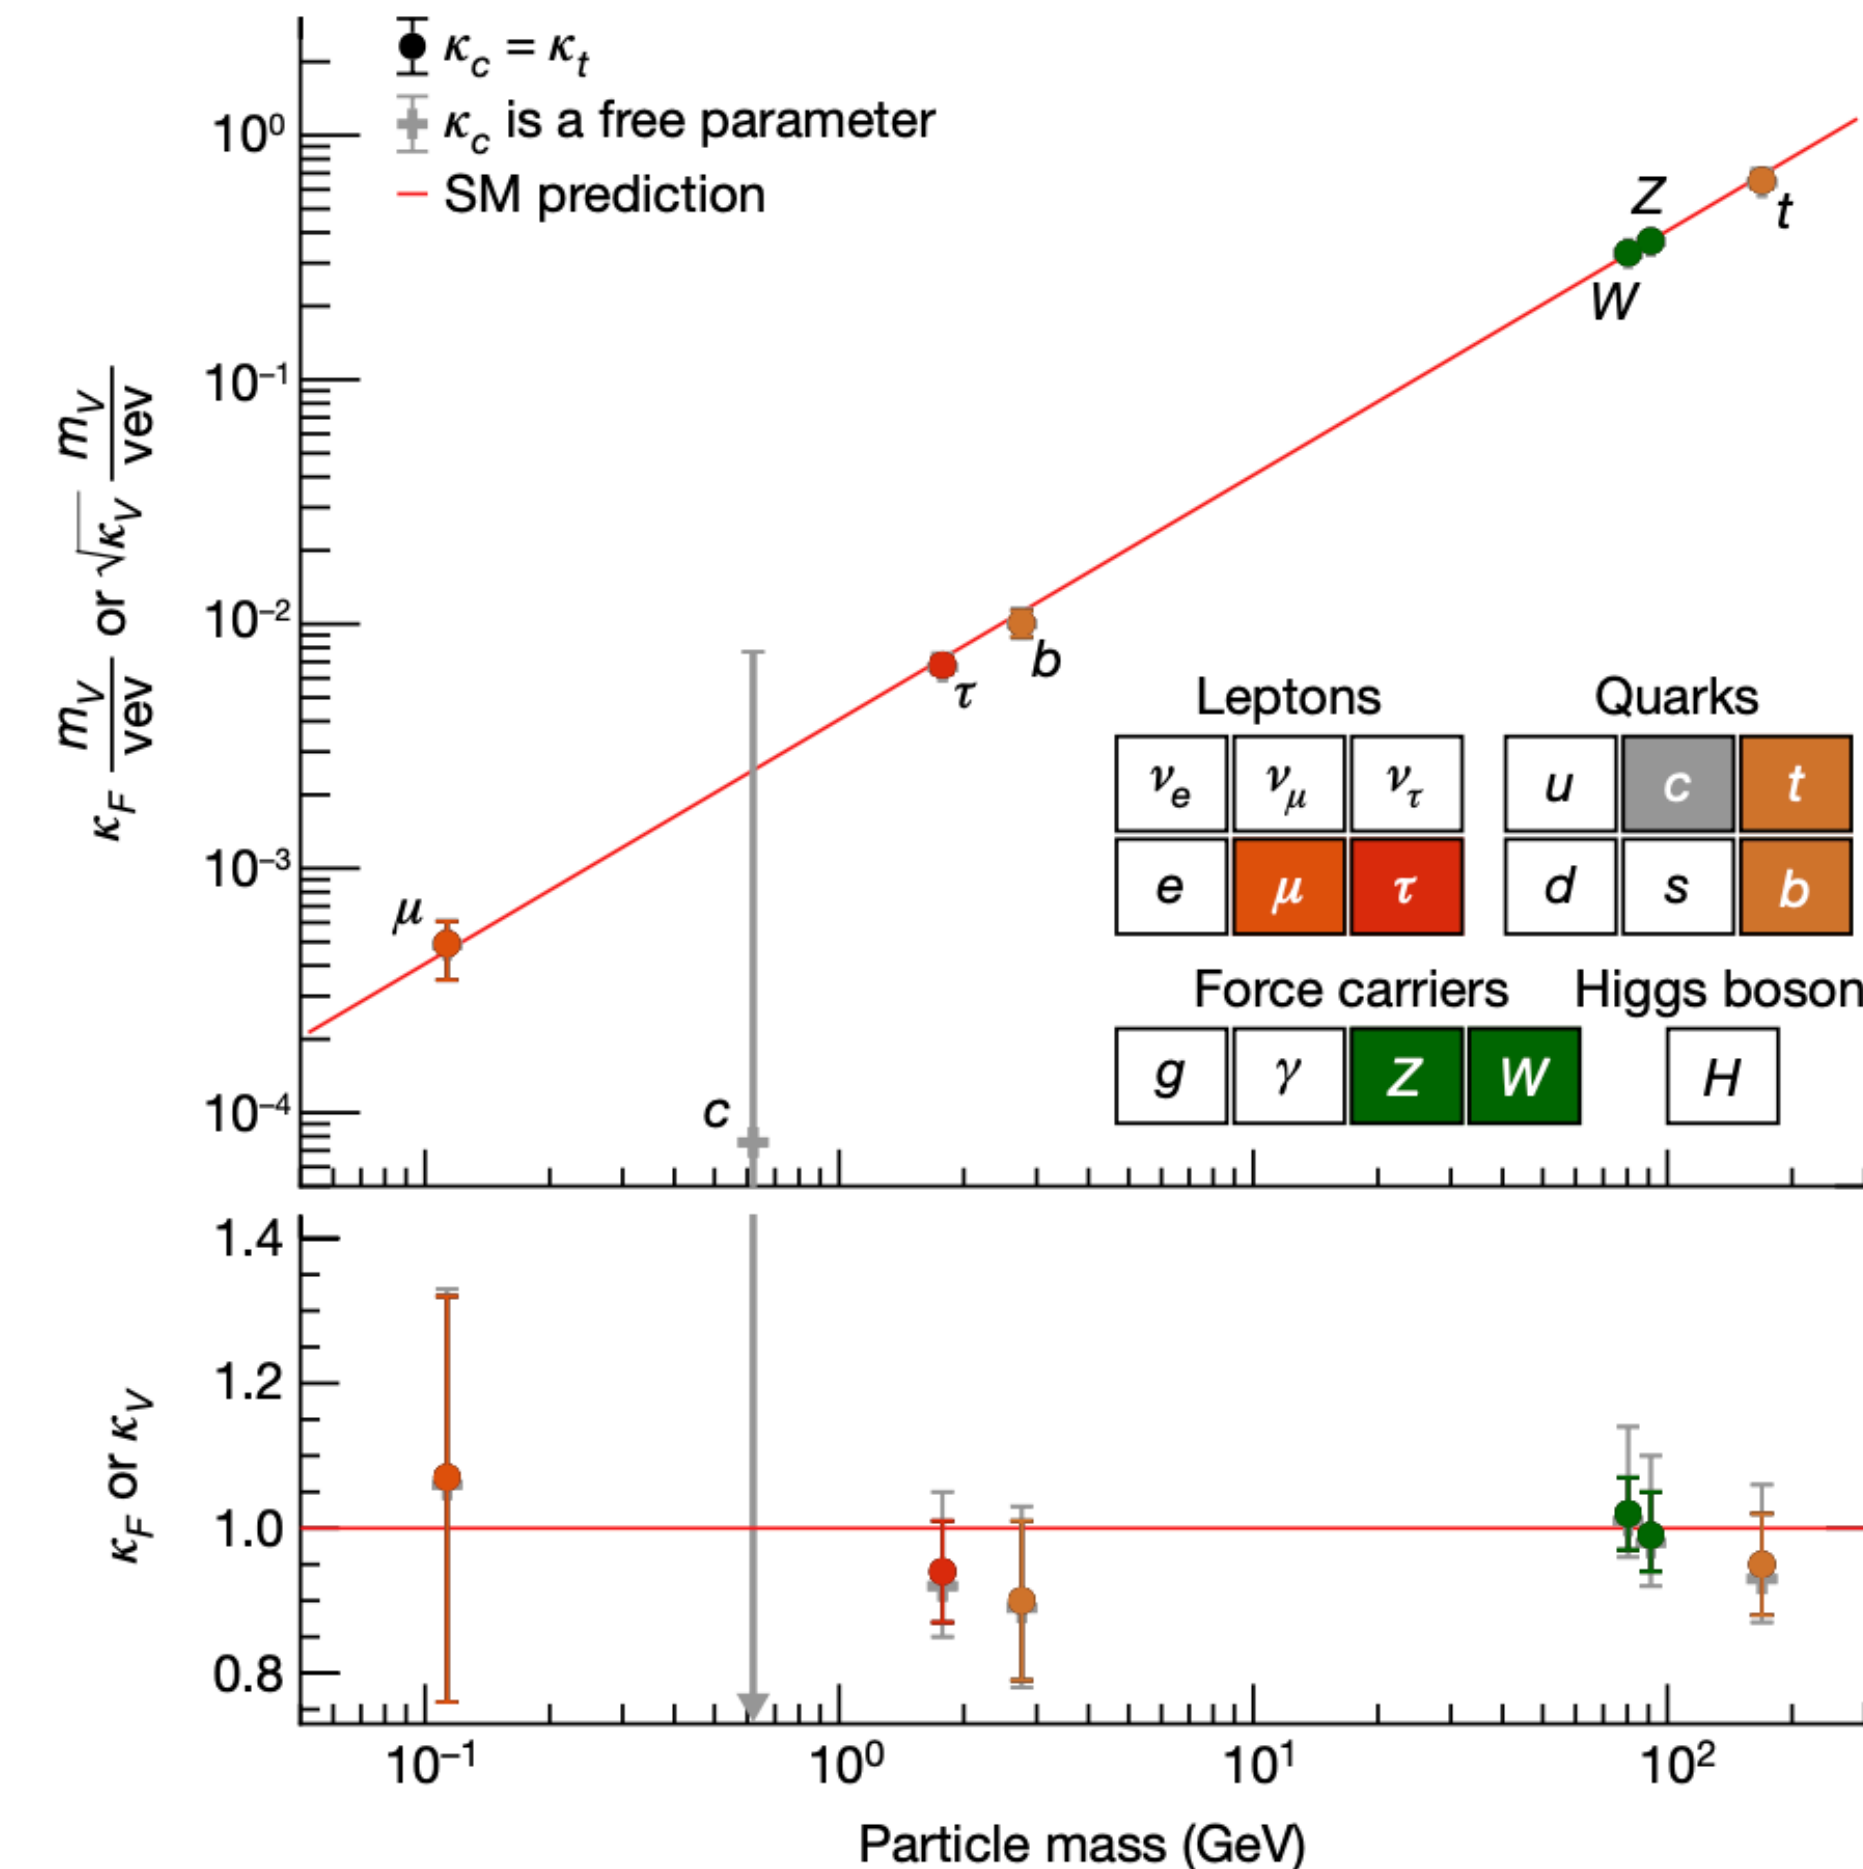 κc = κt
κc is a free parameter
SM prediction
10⁰
10⁻¹
10⁻²
10⁻³
10⁻⁴
κF mV/vev or √κV mV/vev
Z
t
W
b
τ
μ
c
Leptons Quarks
νe νμ ντ u c t
e μ τ d s b
Force carriers Higgs boson
g γ Z W H
1.4
1.2
1.0
0.8
κF or κV
10⁻¹ 10⁰ 10¹ 10²
Particle mass (GeV)